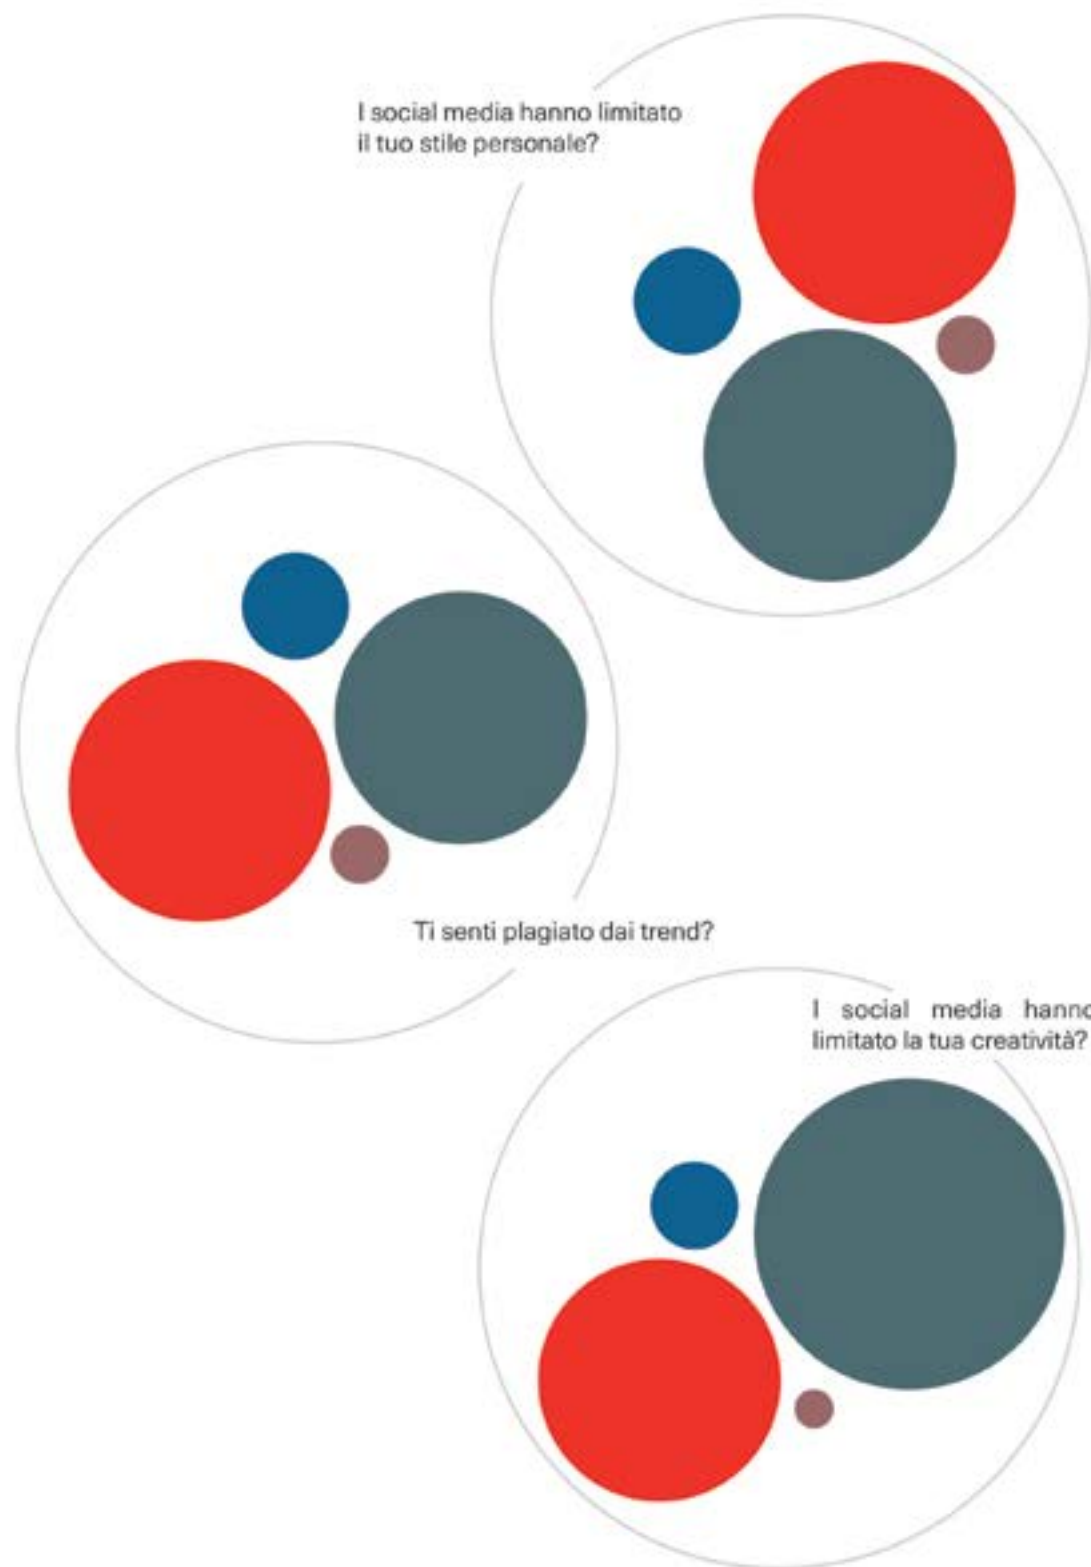 I social media hanno limitato
il tuo stile personale?
Ti senti plagiato dai trend?
I social media hanno
limitato la tua creatività?